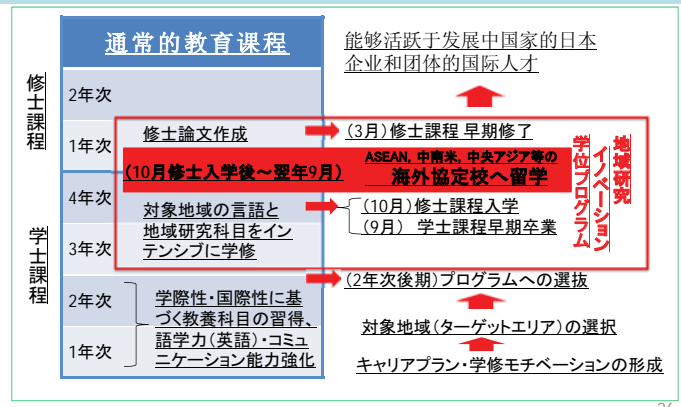 通常的教育课程
能够活跃于发展中国家的日本
企业和团体的国际人才
修士課程
2年次
1年次
修士論文作成
(3月)修士課程 早期修了
(10月修士入学後～翌年9月)
ASEAN, 中南米, 中央アジア等の
海外協定校へ留学
地域研究
イノベーション
学位プログラム
学士課程
4年次
対象地域の言語と
地域研究科目をイン
テンシブに学修
(10月)修士課程入学
(9月) 学士課程早期卒業
3年次
(2年次後期)プログラムへの選抜
2年次
学際性・国際性に基
づく教養科目の習得、
語学力(英語)・コミュ
ニケーション能力強化
対象地域(ターゲットエリア)の選択
1年次
キャリアプラン・学修モチベーションの形成